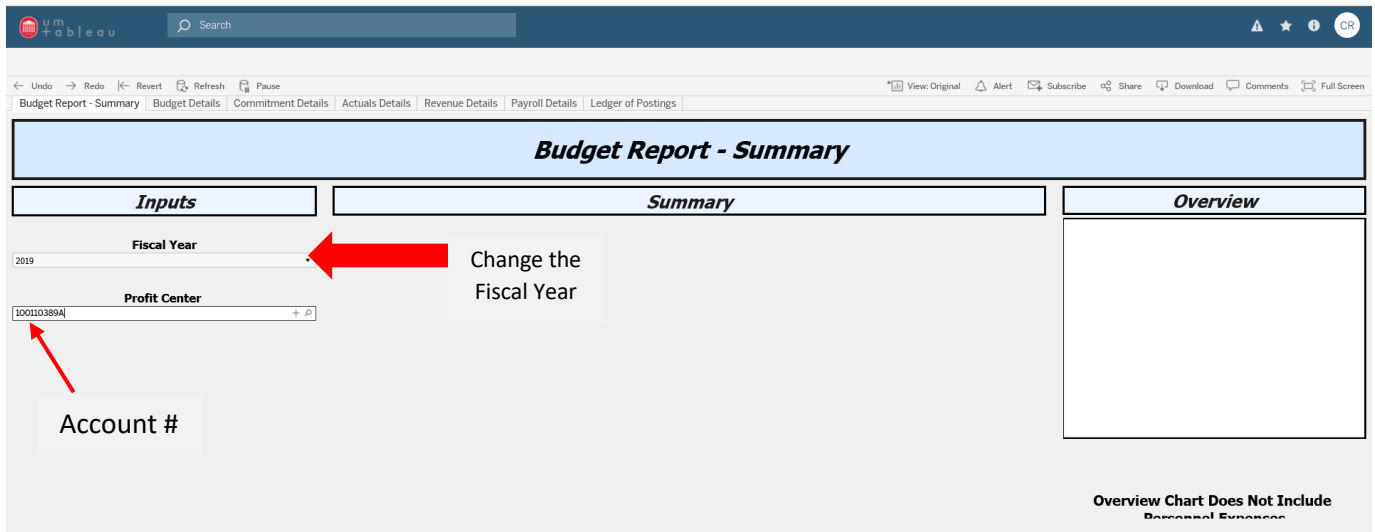 um
tableau
Search
CR
Undo Redo Revert Refresh Pause
View: Original Alert Subscribe Share Download Comments Full Screen
Budget Report - Summary Budget Details Commitment Details Actuals Details Revenue Details Payroll Details Ledger of Postings
Budget Report - Summary
Inputs
Summary
Overview
Fiscal Year
2019
Change the
Fiscal Year
Profit Center
100110389A
Account #
Overview Chart Does Not Include
Personnel Expenses